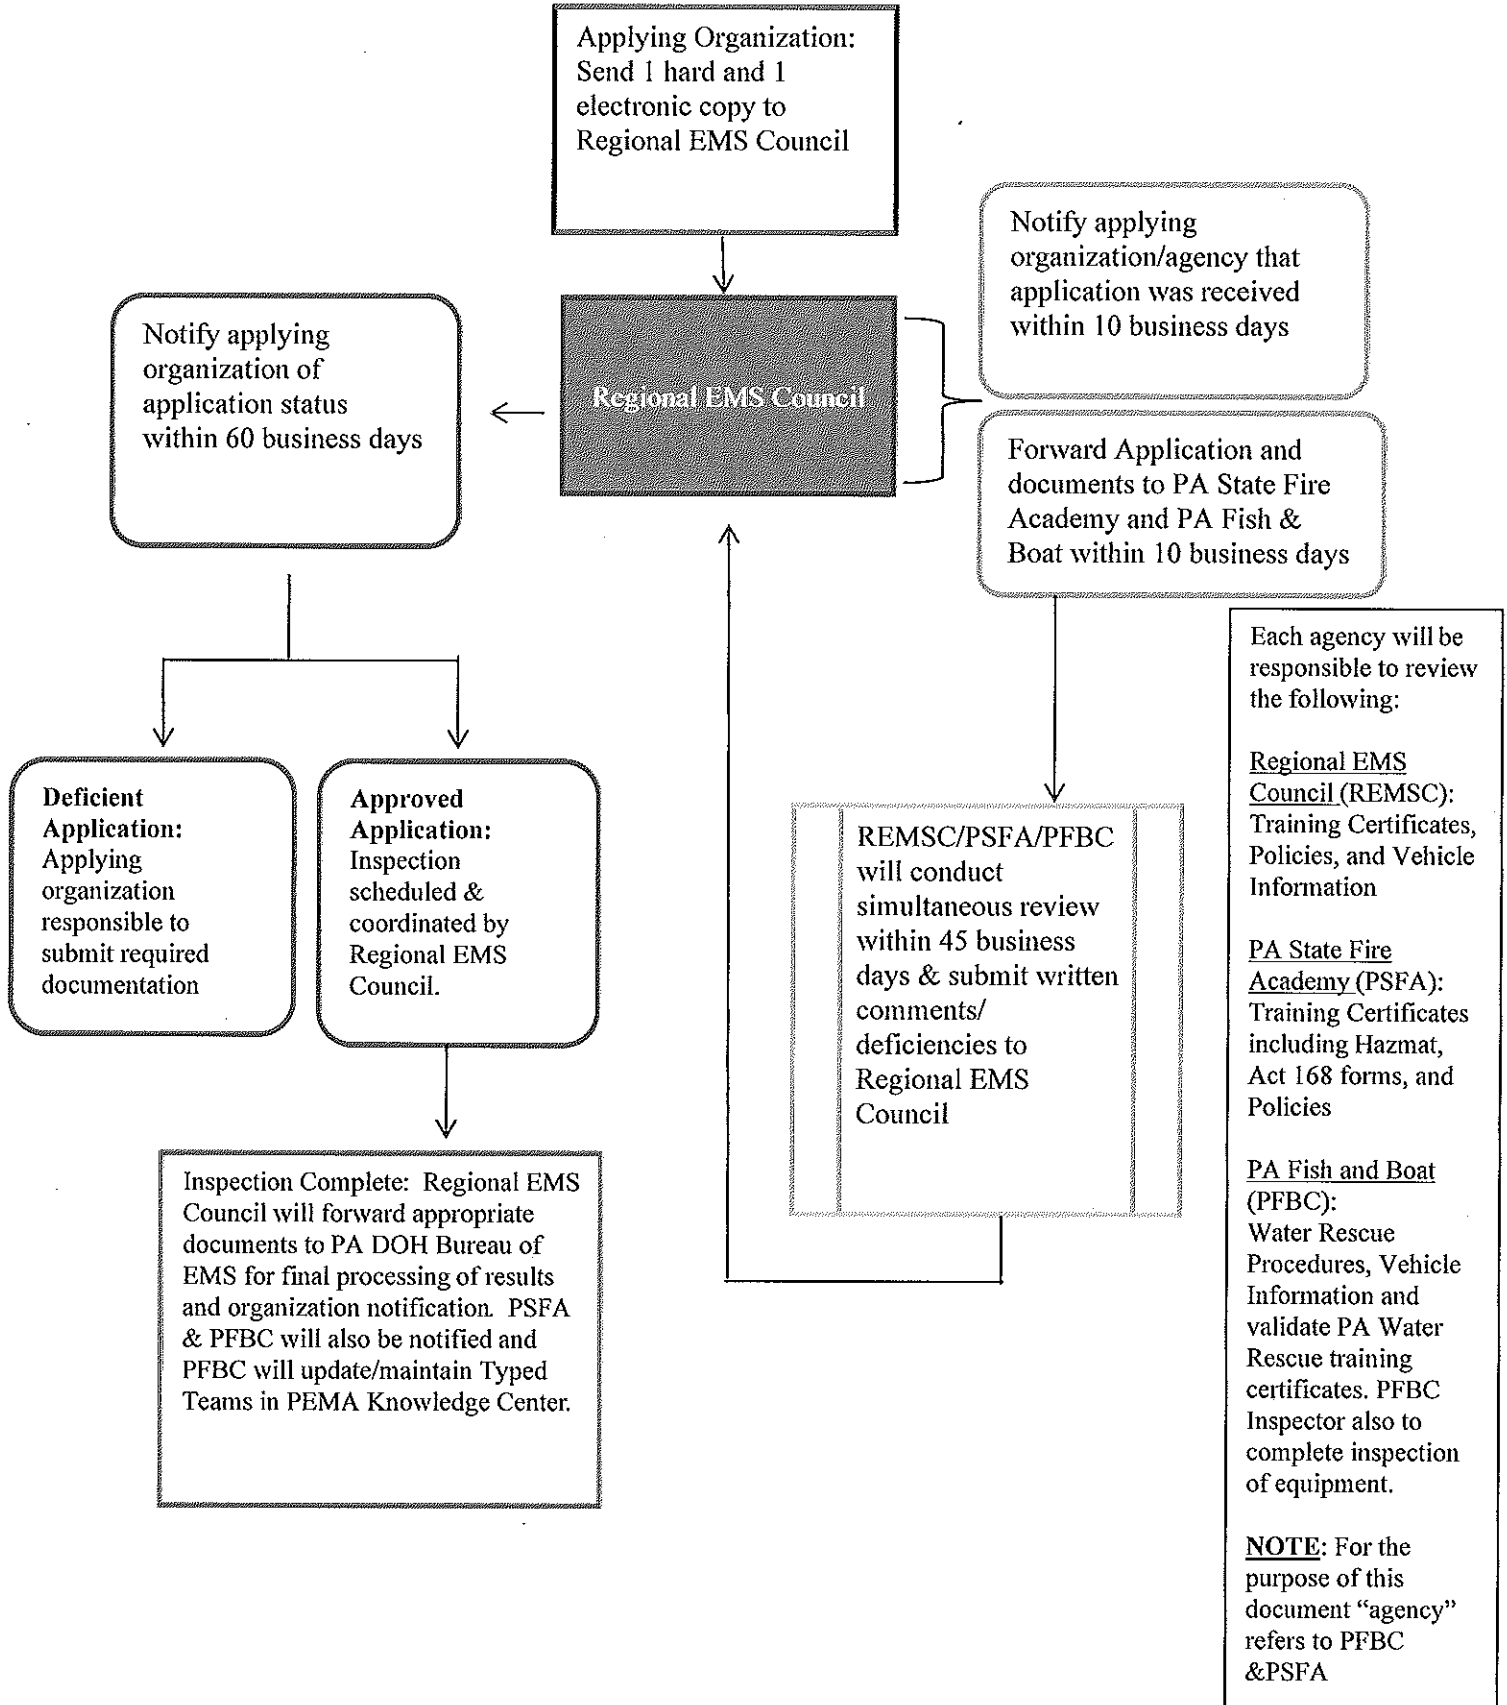 Applying Organization:
Send 1 hard and 1
electronic copy to
Regional EMS Council
Notify applying
organization/agency that
application was received
within 10 business days
Notify applying
organization of
application status
within 60 business days
Regional EMS Council
Forward Application and
documents to PA State Fire
Academy and PA Fish &
Boat within 10 business days
Deficient
Application:
Applying
organization
responsible to
submit required
documentation
Approved
Application:
Inspection
scheduled &
coordinated by
Regional EMS
Council.
REMSC/PSFA/PFBC
will conduct
simultaneous review
within 45 business
days & submit written
comments/
deficiencies to
Regional EMS
Council
Inspection Complete: Regional EMS
Council will forward appropriate
documents to PA DOH Bureau of
EMS for final processing of results
and organization notification. PSFA
& PFBC will also be notified and
PFBC will update/maintain Typed
Teams in PEMA Knowledge Center.
Each agency will be
responsible to review
the following:
Regional EMS
Council (REMSC):
Training Certificates,
Policies, and Vehicle
Information
PA State Fire
Academy (PSFA):
Training Certificates
including Hazmat,
Act 168 forms, and
Policies
PA Fish and Boat
(PFBC):
Water Rescue
Procedures, Vehicle
Information and
validate PA Water
Rescue training
certificates. PFBC
Inspector also to
complete inspection
of equipment.
NOTE: For the
purpose of this
document “agency”
refers to PFBC
&PSFA